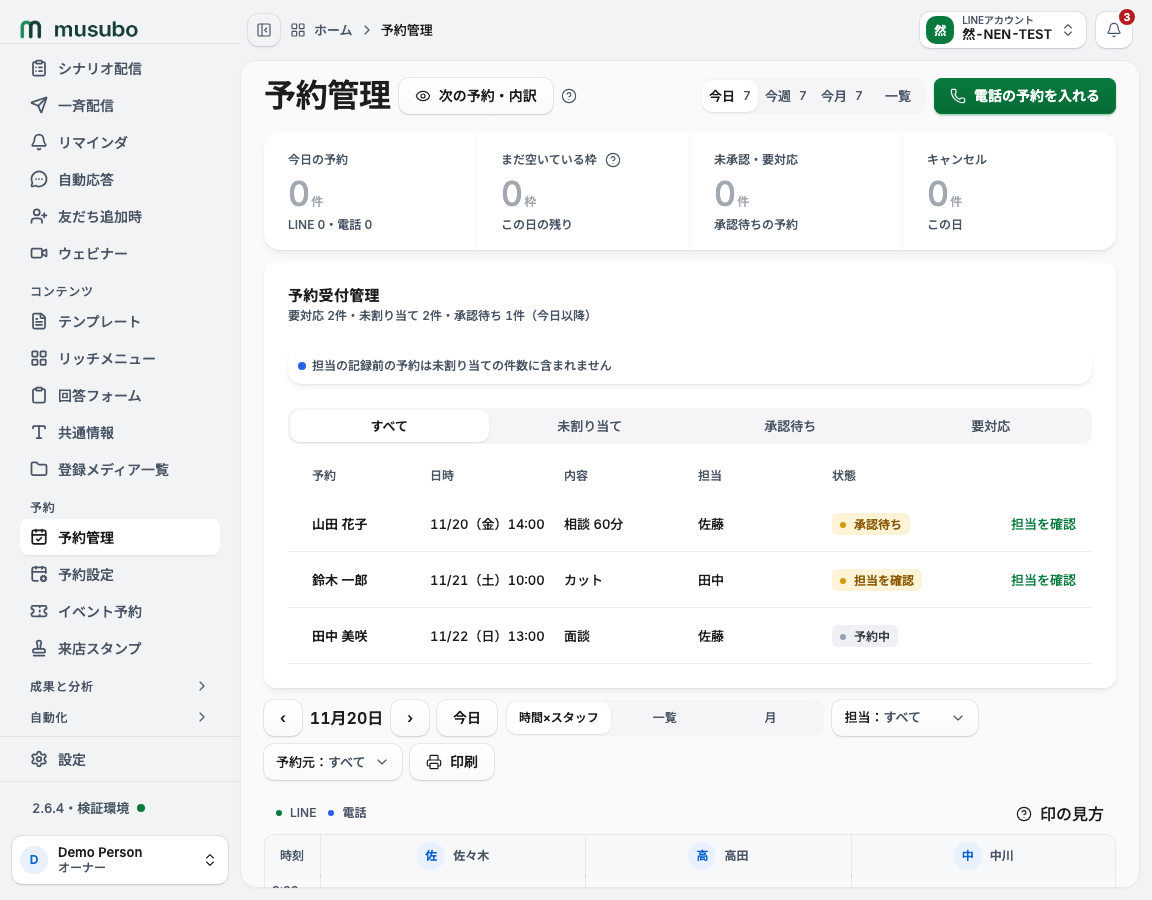 musubo
シナリオ配信
一斉配信
リマインダ
自動応答
友だち追加時
ウェビナー
コンテンツ
テンプレート
リッチメニュー
回答フォーム
共通情報
登録メディア一覧
予約
予約管理
予約設定
イベント予約
来店スタンプ
成果と分析
自動化
設定
2.6.4・検証環境
D
Demo Person
オーナー
ホーム
予約管理
然
LINEアカウント
然-NEN-TEST
3
予約管理
次の予約・内訳
今日 7 今週 7 今月 7 一覧
電話の予約を入れる
今日の予約
0件
LINE 0・電話 0
まだ空いている枠
0枠
この日の残り
未承認・要対応
0件
承認待ちの予約
キャンセル
0件
この日
予約受付管理
要対応 2件・未割り当て 2件・承認待ち 1件（今日以降）
担当の記録前の予約は未割り当ての件数に含まれません
すべて 未割り当て 承認待ち 要対応
予約 日時 内容 担当 状態
山田 花子 11/20（金）14:00 相談 60分 佐藤 承認待ち 担当を確認
鈴木 一郎 11/21（土）10:00 カット 田中 担当を確認 担当を確認
田中 美咲 11/22（日）13:00 面談 佐藤 予約中
‹ 11月20日 › 今日 時間×スタッフ 一覧 月 担当：すべて
予約元：すべて 印刷
LINE 電話 印の見方
時刻 佐 佐々木 高 高田 中 中川